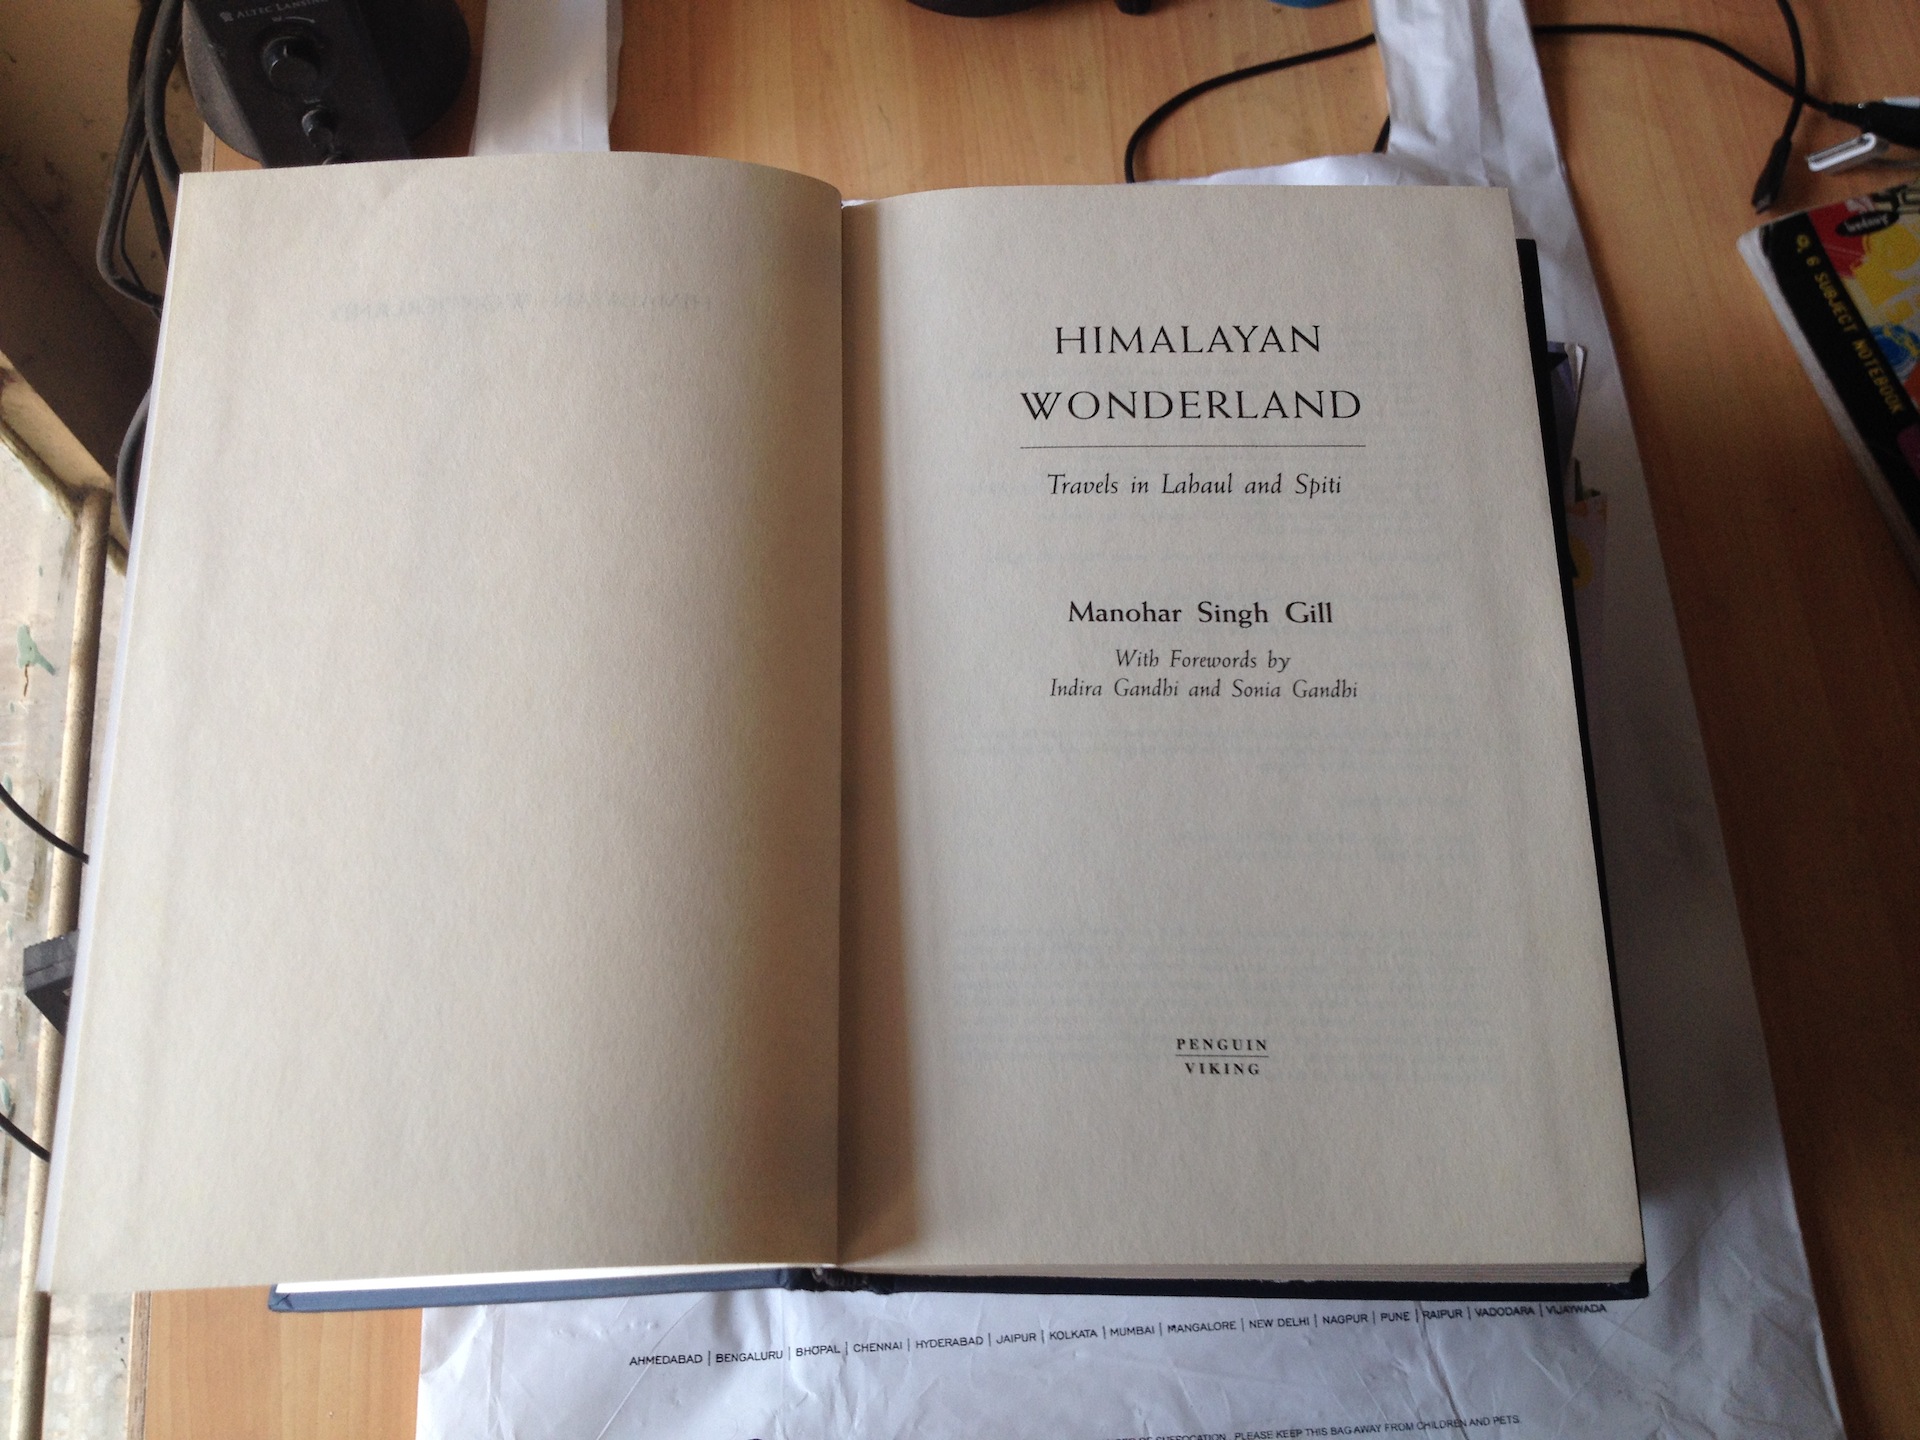 ALTEC LANSING
HIMALAYAN
WONDERLAND
Travels in Lahaul and Spiti
Manohar Singh Gill
With Forewords by
Indira Gandhi and Sonia Gandhi
PENGUIN
VIKING
6 SUBJECT NOTEBOOK
AHMEDABAD | BENGALURU | BHOPAL | CHENNAI | HYDERABAD | JAIPUR | KOLKATA | MUMBAI | MANGALORE | NEW DELHI | NAGPUR | PUNE | RAIPUR | VADODARA | VIJAYWADA
SUFFOCATION. PLEASE KEEP THIS BAG AWAY FROM CHILDREN AND PETS.